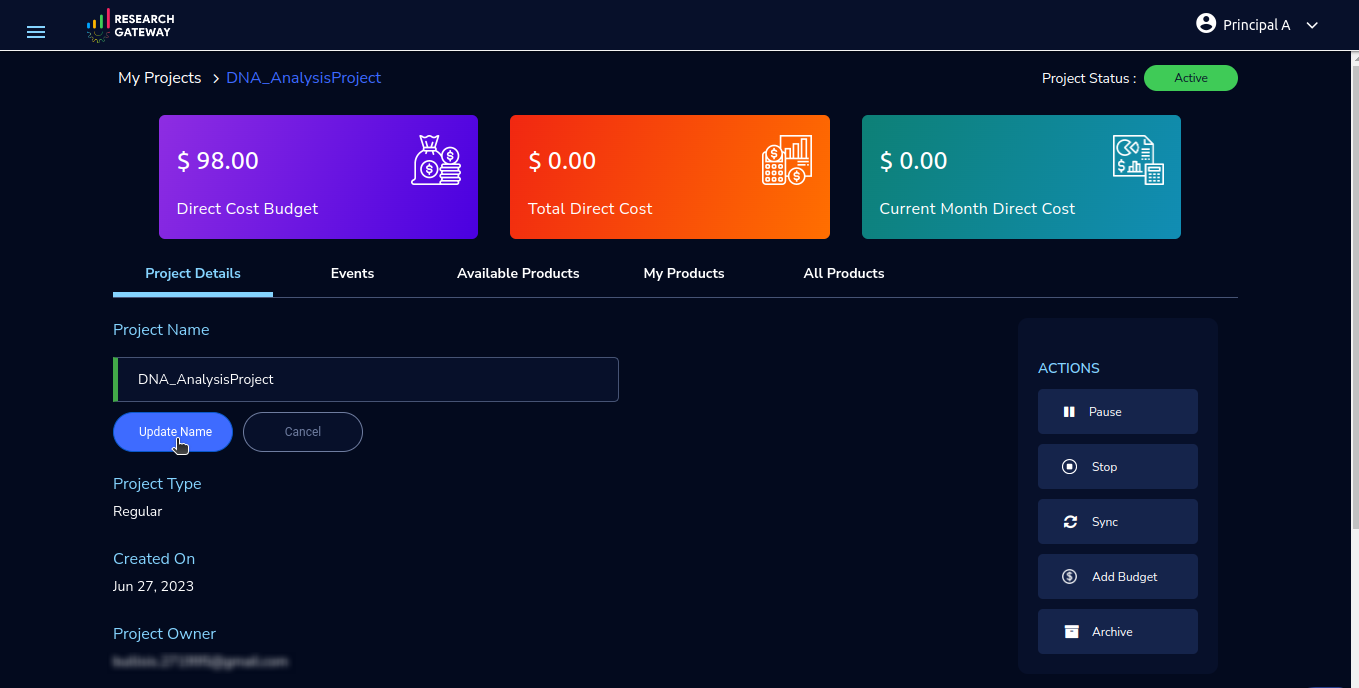 RESEARCH
GATEWAY
Principal A
My Projects > DNA_AnalysisProject
Project Status : Active
$ 98.00
Direct Cost Budget
$ 0.00
Total Direct Cost
$ 0.00
Current Month Direct Cost
Project Details Events Available Products My Products All Products
Project Name
DNA_AnalysisProject
Update Name Cancel
Project Type
Regular
Created On
Jun 27, 2023
Project Owner
ACTIONS
Pause
Stop
Sync
Add Budget
Archive